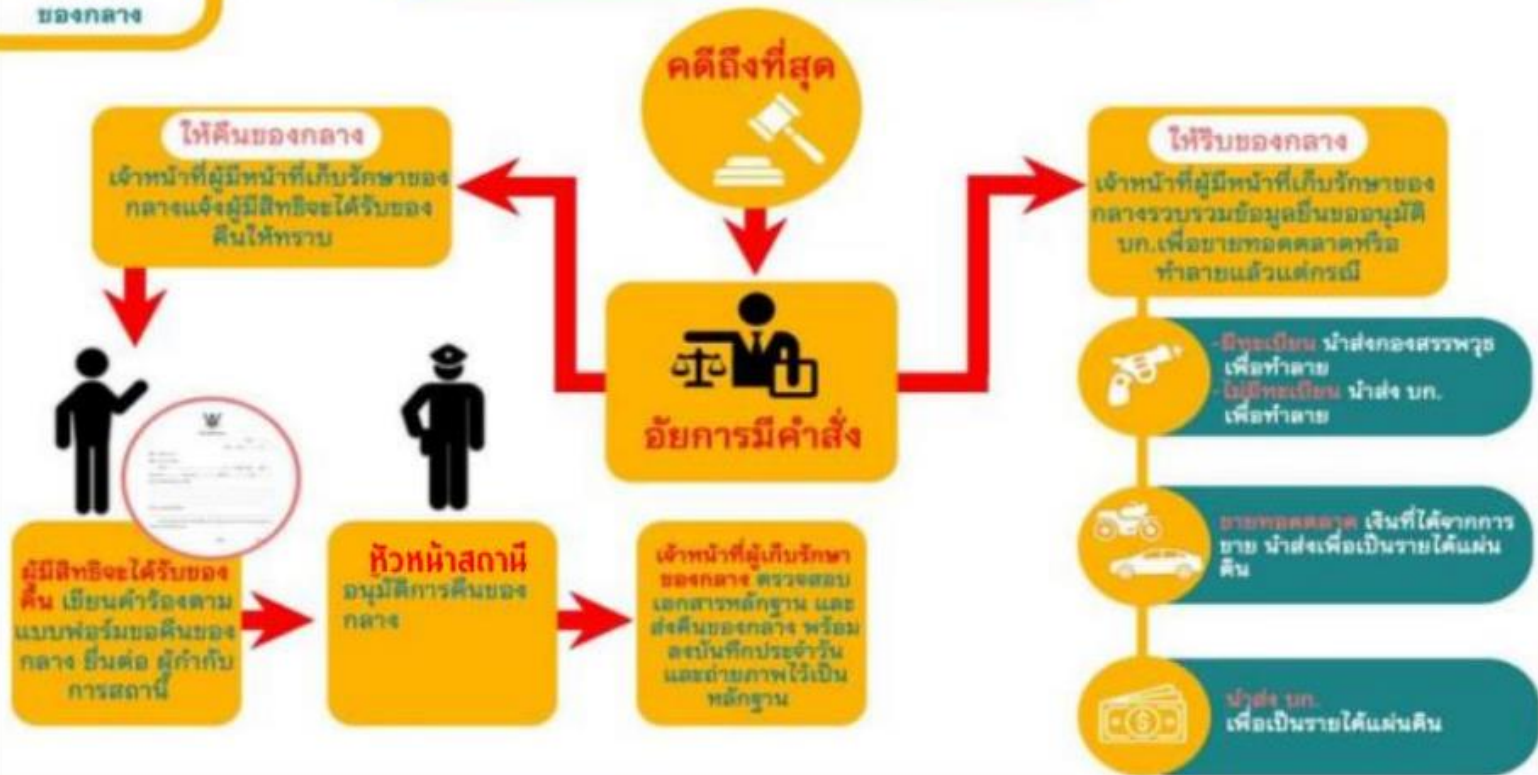 ของกลาง
คดีถึงที่สุด
ให้คืนของกลาง
เจ้าหน้าที่ผู้มีหน้าที่เก็บรักษาของ
กลางแจ้งผู้มีสิทธิจะได้รับของ
คืนให้ทราบ
ให้ริบของกลาง
เจ้าหน้าที่ผู้มีหน้าที่เก็บรักษาของ
กลางรวบรวมข้อมูลยื่นขออนุมัติ
บก.เพื่อขายทอดตลาดหรือ
ทำลายแล้วแต่กรณี
อัยการมีคำสั่ง
-มีทะเบียน นำส่งกองสรรพาวุธ
เพื่อทำลาย
-ไม่มีทะเบียน นำส่ง บก.
เพื่อทำลาย
ขายทอดตลาด เงินที่ได้จากการ
ขาย นำส่งเพื่อเป็นรายได้แผ่น
ดิน
นำส่ง บก.
เพื่อเป็นรายได้แผ่นดิน
ผู้มีสิทธิจะได้รับของ
คืน เขียนคำร้องตาม
แบบฟอร์มขอคืนของ
กลาง ยื่นต่อ ผู้กำกับ
การสถานี
หัวหน้าสถานี
อนุมัติการคืนของ
กลาง
เจ้าหน้าที่ผู้เก็บรักษา
ของกลาง ตรวจสอบ
เอกสารหลักฐาน และ
ส่งคืนของกลาง พร้อม
ลงบันทึกประจำวัน
และถ่ายภาพไว้เป็น
หลักฐาน